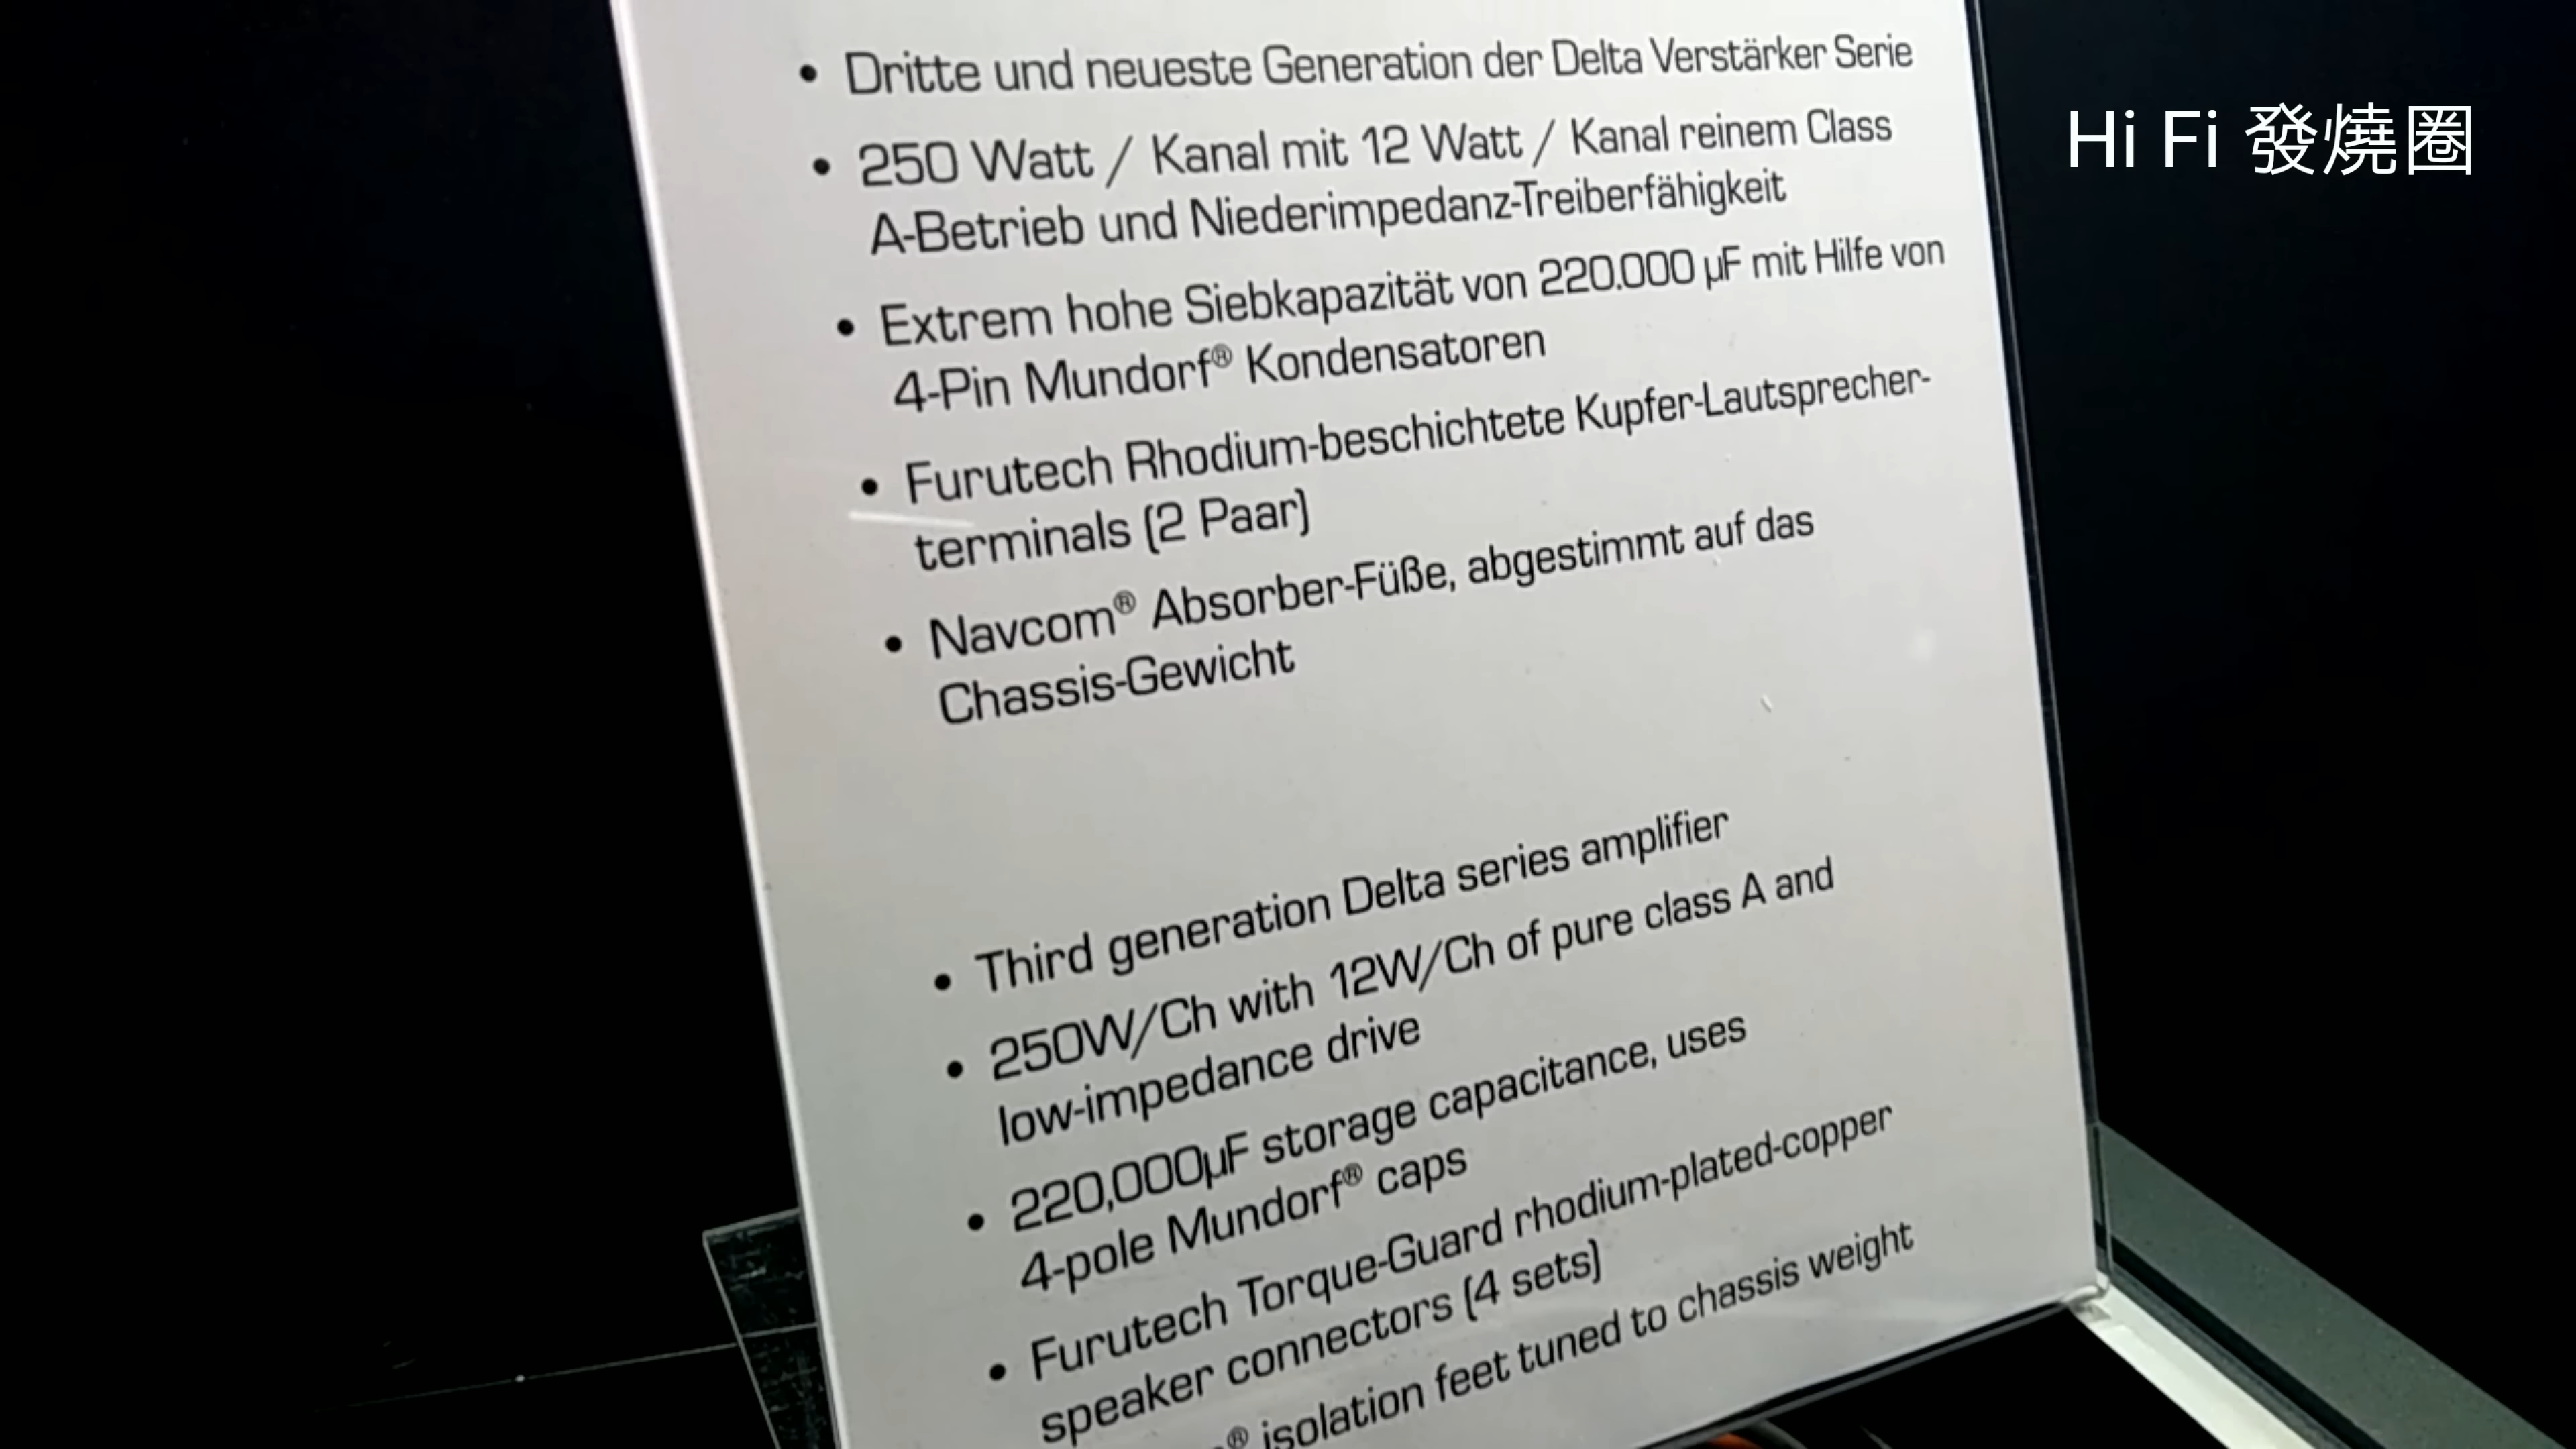 • Dritte und neueste Generation der Delta Verstärker Serie
• 250 Watt / Kanal mit 12 Watt / Kanal reinem Class
A-Betrieb und Niederimpedanz-Treiberfähigkeit
• Extrem hohe Siebkapazität von 220.000 µF mit Hilfe von
4-Pin Mundorf® Kondensatoren
• Furutech Rhodium-beschichtete Kupfer-Lautsprecher-
terminals (2 Paar)
• Navcom® Absorber-Füße, abgestimmt auf das
Chassis-Gewicht
• Third generation Delta series amplifier
• 250W/Ch with 12W/Ch of pure class A and
low-impedance drive
• 220,000µF storage capacitance, uses
4-pole Mundorf® caps
• Furutech Torque-Guard rhodium-plated-copper
speaker connectors (4 sets)
® isolation feet tuned to chassis weight
Hi Fi 發燒圈